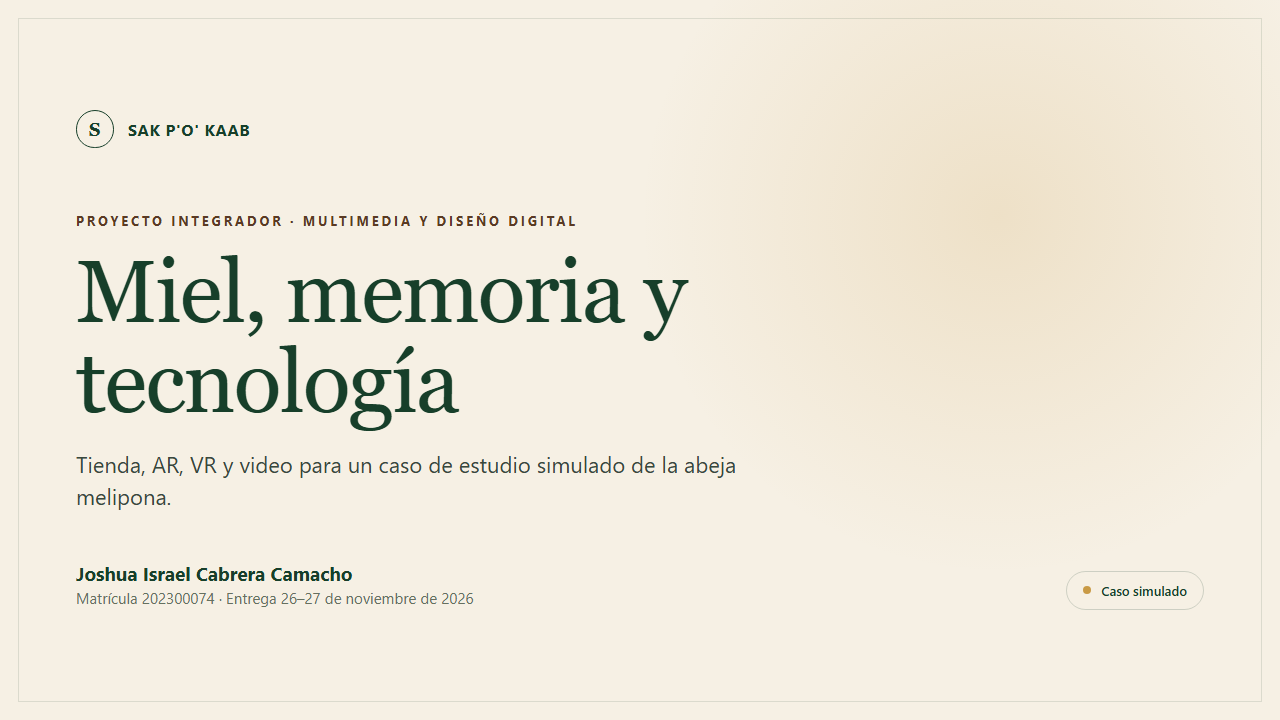 S
SAK P'O' KAAB
PROYECTO INTEGRADOR · MULTIMEDIA Y DISEÑO DIGITAL
Miel, memoria y
tecnología
Tienda, AR, VR y video para un caso de estudio simulado de la abeja
melipona.
Joshua Israel Cabrera Camacho
Matrícula 202300074 · Entrega 26–27 de noviembre de 2026
Caso simulado